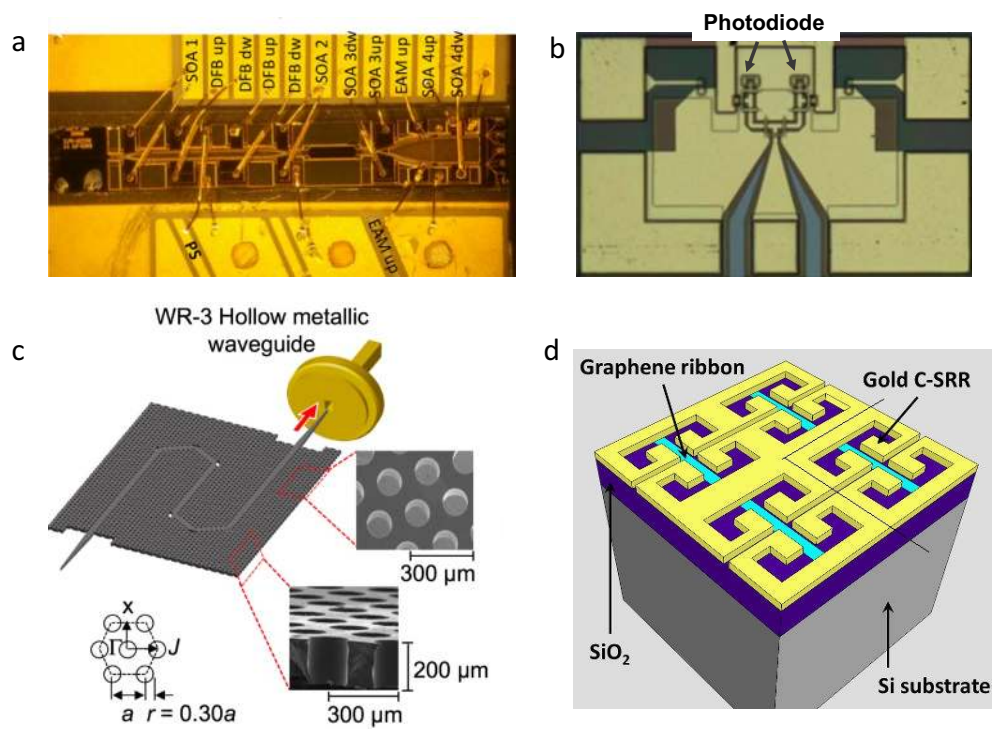 a
SOA 1
DFB up
DFB dw
DFB up
DFB dw
SOA 2
SOA 3dw
SOA 3up
EAM up
SOA 4up
SOA 4dw
PS
EAM up
b
Photodiode
c
WR-3 Hollow metallic
waveguide
300 µm
200 µm
300 µm
X
Γ
J
a r = 0.30a
d
Graphene ribbon
Gold C-SRR
SiO₂
Si substrate